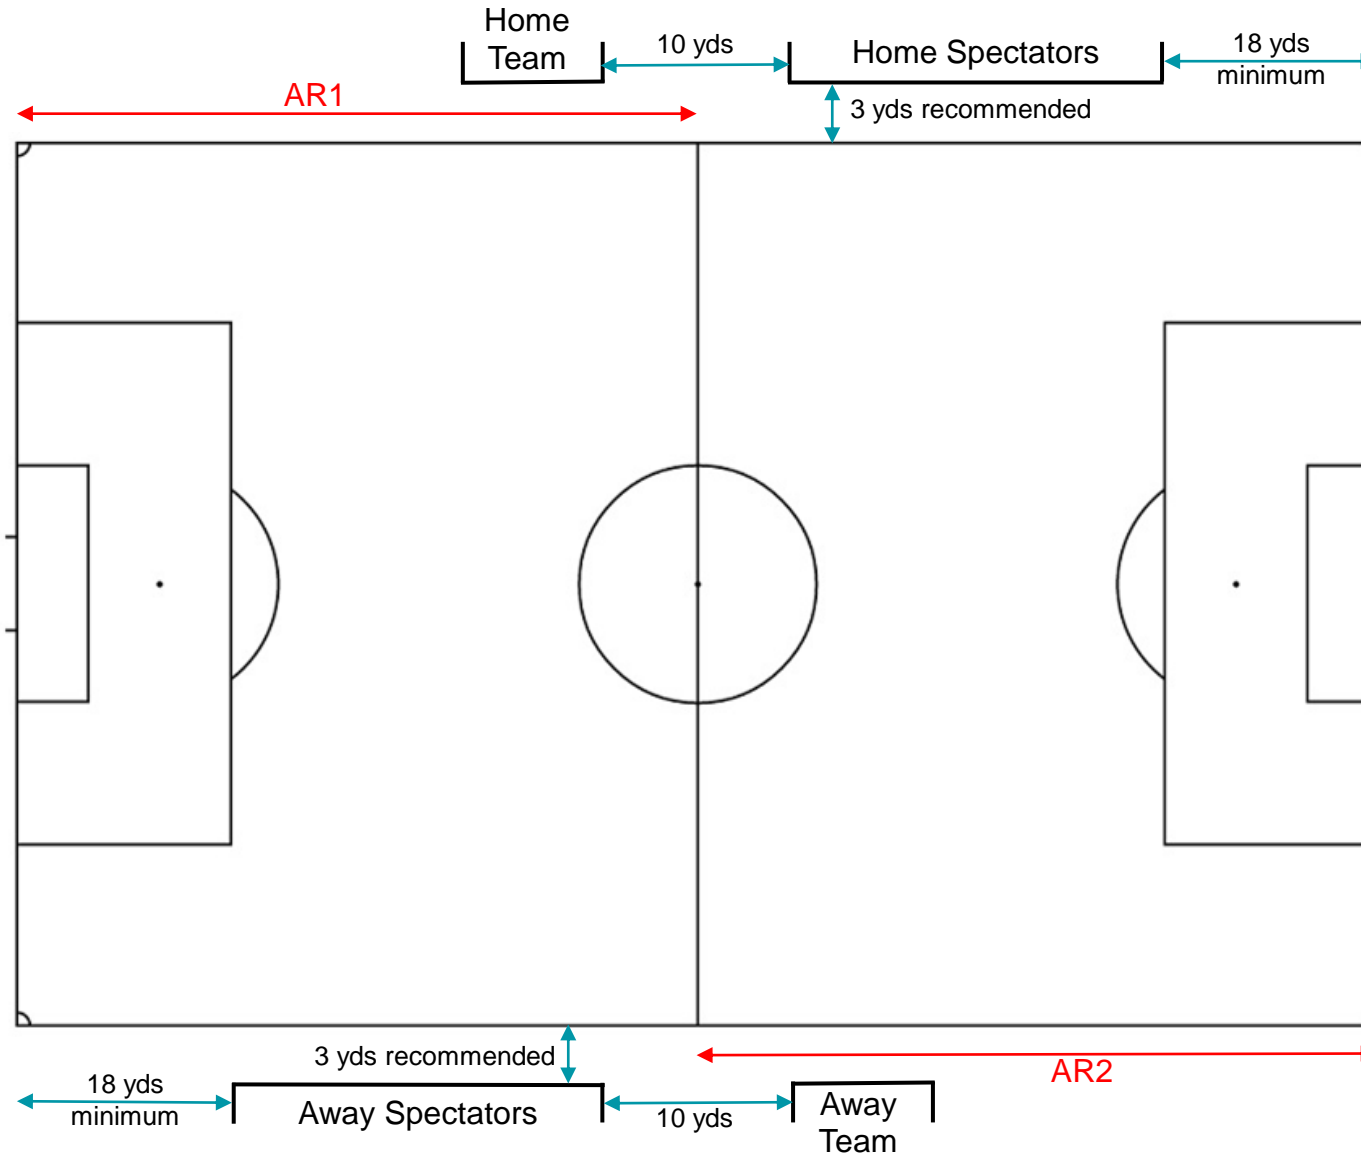 Home
Team
10 yds
Home Spectators
18 yds
minimum
AR1
3 yds recommended
3 yds recommended
AR2
18 yds
minimum
Away Spectators
10 yds
Away
Team